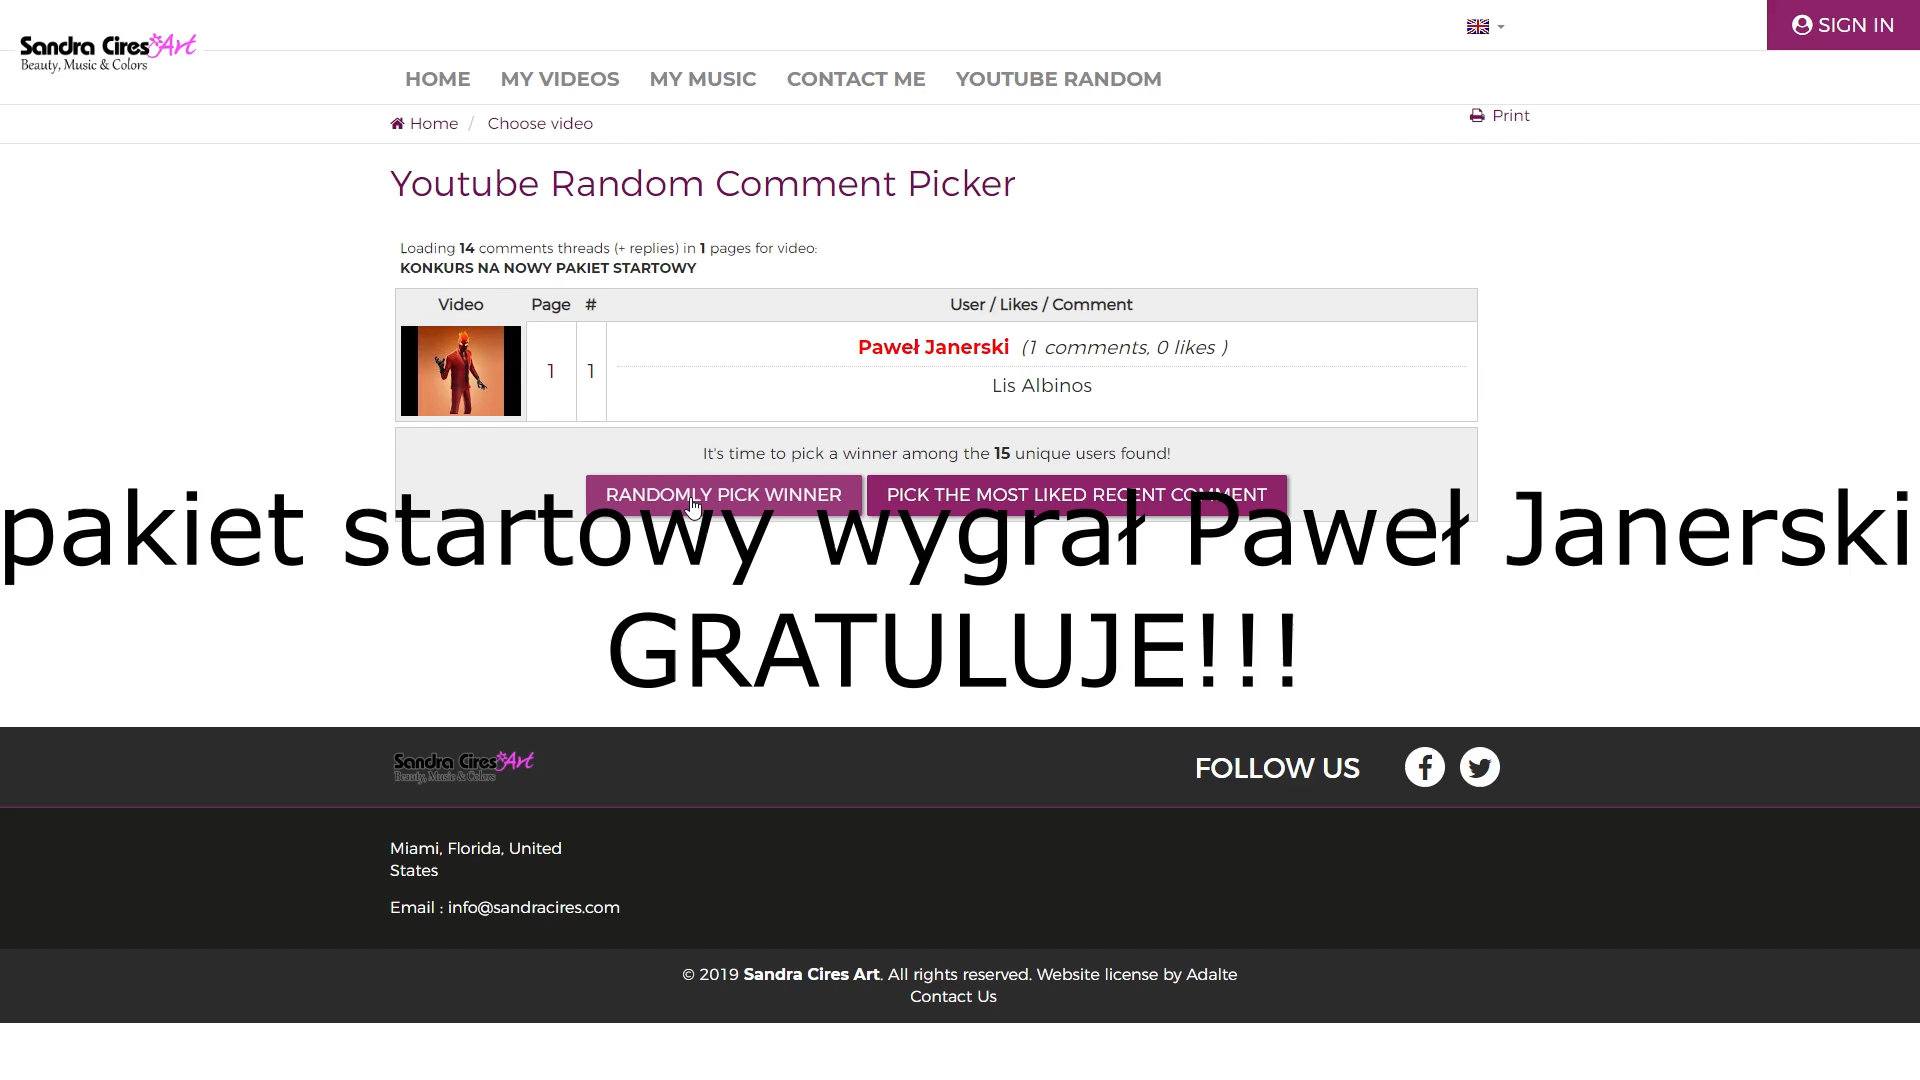 Sandra Cires Art
Beauty, Music & Colors
SIGN IN
HOME MY VIDEOS MY MUSIC CONTACT ME YOUTUBE RANDOM
Home / Choose video
Print
Youtube Random Comment Picker
Loading 14 comments threads (+ replies) in 1 pages for video:
KONKURS NA NOWY PAKIET STARTOWY
Video Page # User / Likes / Comment
1 1 Paweł Janerski (1 comments, 0 likes )
Lis Albinos
It's time to pick a winner among the 15 unique users found!
RANDOMLY PICK WINNER PICK THE MOST LIKED RECENT COMMENT
pakiet startowy wygrał Paweł Janerski
GRATULUJE!!!
Sandra Cires Art
Beauty, Music & Colors
FOLLOW US
Miami, Florida, United
States
Email : info@sandracires.com
© 2019 Sandra Cires Art. All rights reserved. Website license by Adalte
Contact Us